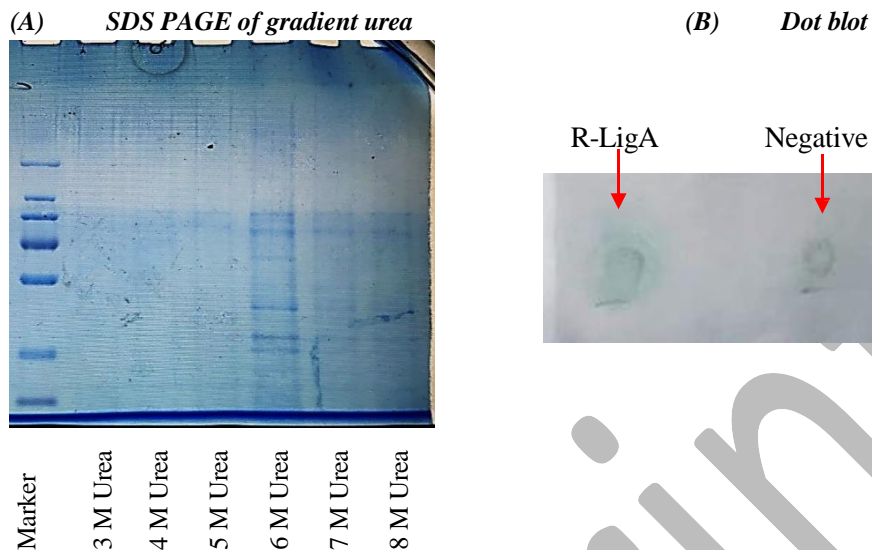 (A) SDS PAGE of gradient urea
(B) Dot blot
R-LigA Negative
Marker
3 M Urea
4 M Urea
5 M Urea
6 M Urea
7 M Urea
8 M Urea